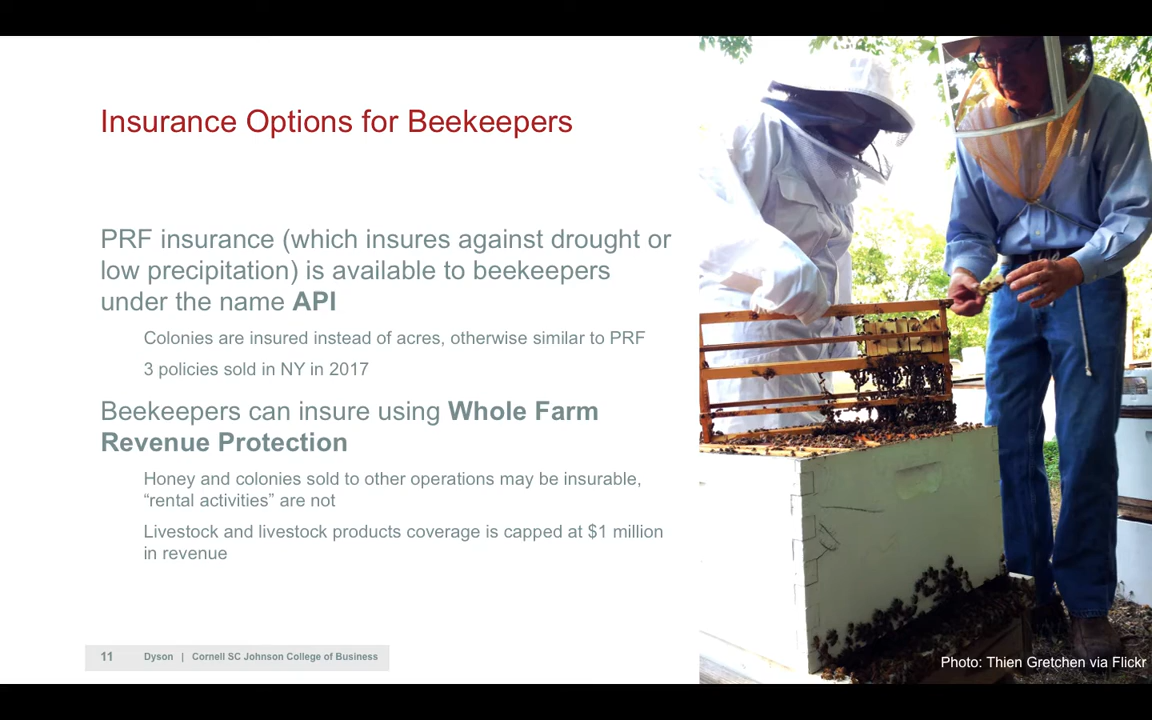 Insurance Options for Beekeepers
PRF insurance (which insures against drought or
low precipitation) is available to beekeepers
under the name API
Colonies are insured instead of acres, otherwise similar to PRF
3 policies sold in NY in 2017
Beekeepers can insure using Whole Farm
Revenue Protection
Honey and colonies sold to other operations may be insurable,
“rental activities” are not
Livestock and livestock products coverage is capped at $1 million
in revenue
11 Dyson | Cornell SC Johnson College of Business
Photo: Thien Gretchen via Flickr